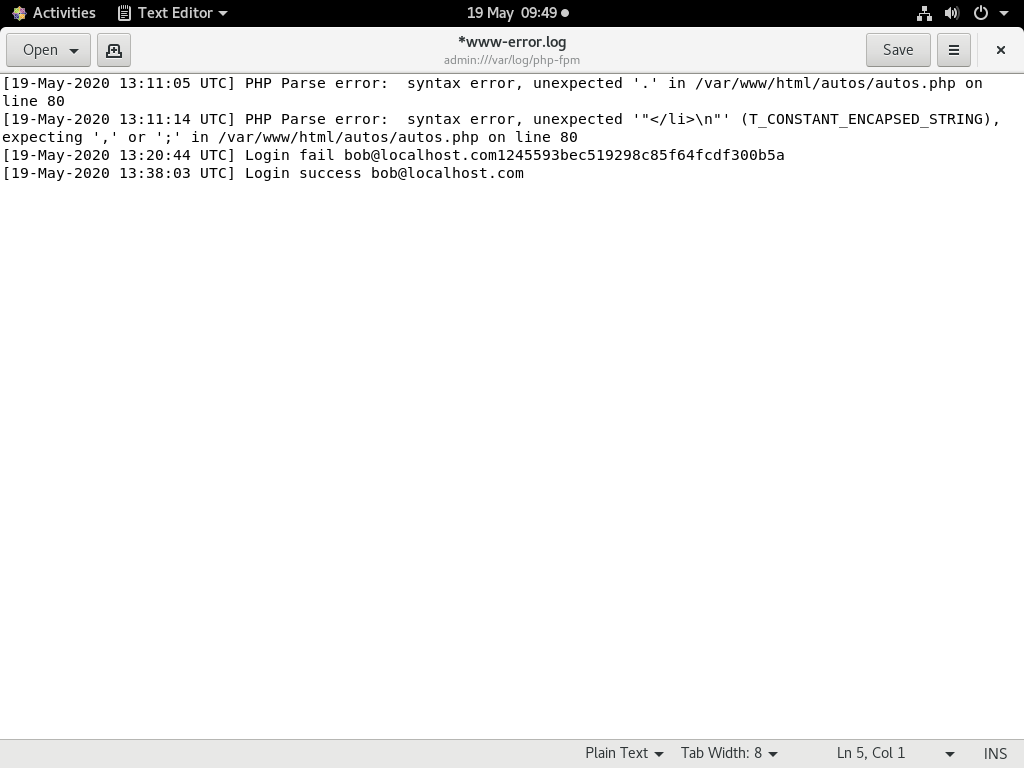 Activities Text Editor 19 May 09:49
Open *www-error.log Save
admin:///var/log/php-fpm
[19-May-2020 13:11:05 UTC] PHP Parse error:  syntax error, unexpected '.' in /var/www/html/autos/autos.php on
line 80
[19-May-2020 13:11:14 UTC] PHP Parse error:  syntax error, unexpected '"</li>\n"' (T_CONSTANT_ENCAPSED_STRING),
expecting ',' or ';' in /var/www/html/autos/autos.php on line 80
[19-May-2020 13:20:44 UTC] Login fail bob@localhost.com1245593bec519298c85f64fcdf300b5a
[19-May-2020 13:38:03 UTC] Login success bob@localhost.com
Plain Text Tab Width: 8 Ln 5, Col 1 INS